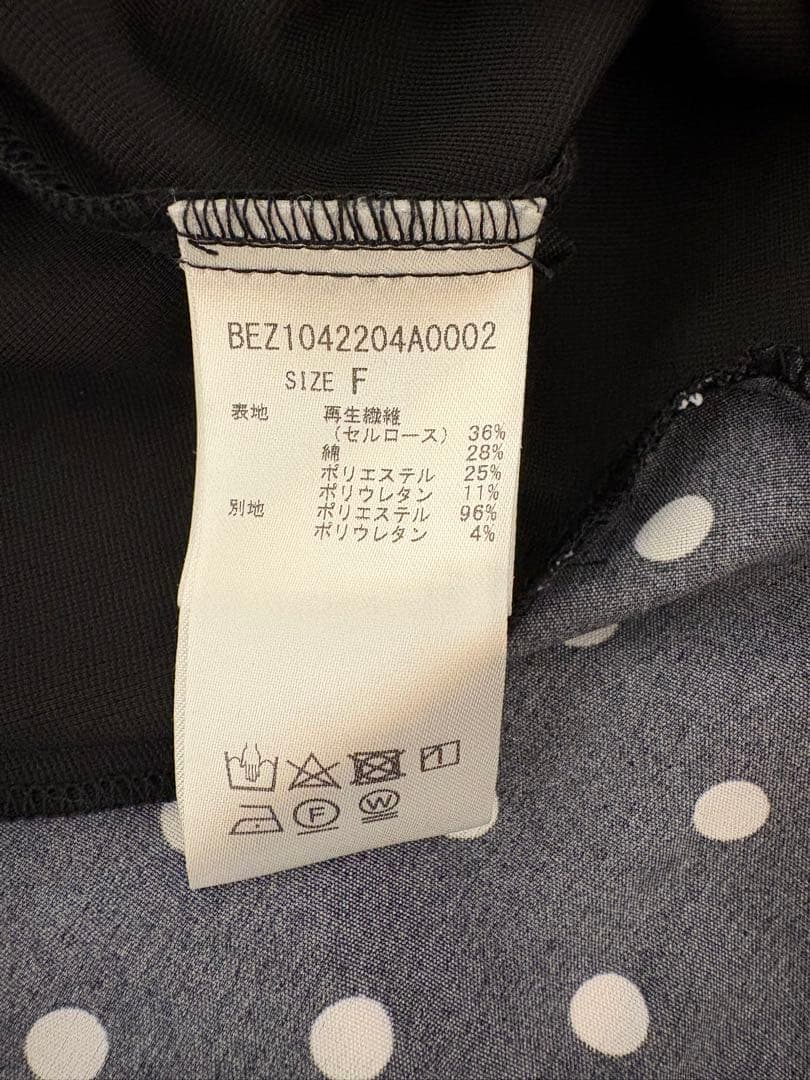 BEZ1042204A0002
SIZE F
表地 再生繊維
(セルロース) 36%
綿 28%
ポリエステル 25%
ポリウレタン 11%
別地 ポリエステル 96%
ポリウレタン 4%
F W